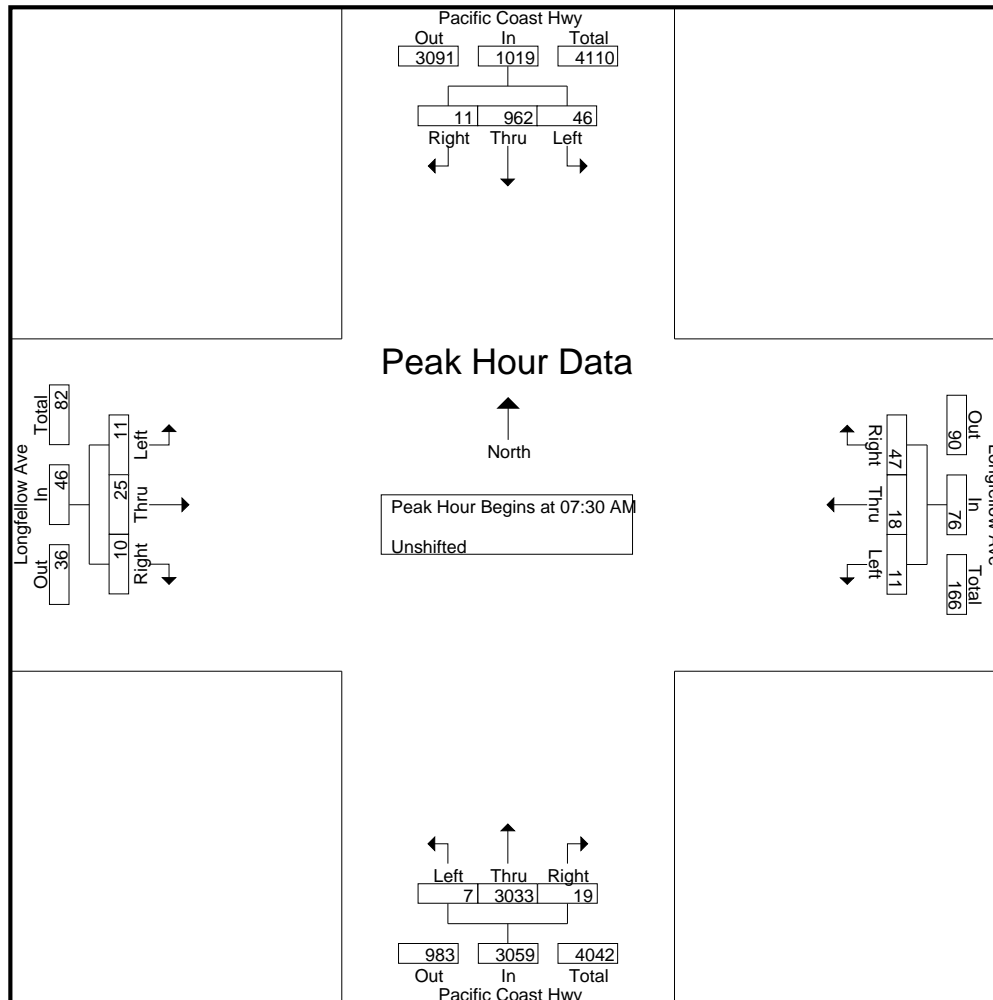 Pacific Coast Hwy
Out In Total
3091 1019 4110
11 962 46
Right Thru Left
Peak Hour Data
North
Peak Hour Begins at 07:30 AM
Unshifted
Longfellow Ave
Out In Total
36 46 82
Right Thru Left
10 25 11
Longfellow Ave
Out In Total
90 76 166
Right Thru Left
47 18 11
Left Thru Right
7 3033 19
983 3059 4042
Out In Total
Pacific Coast Hwy